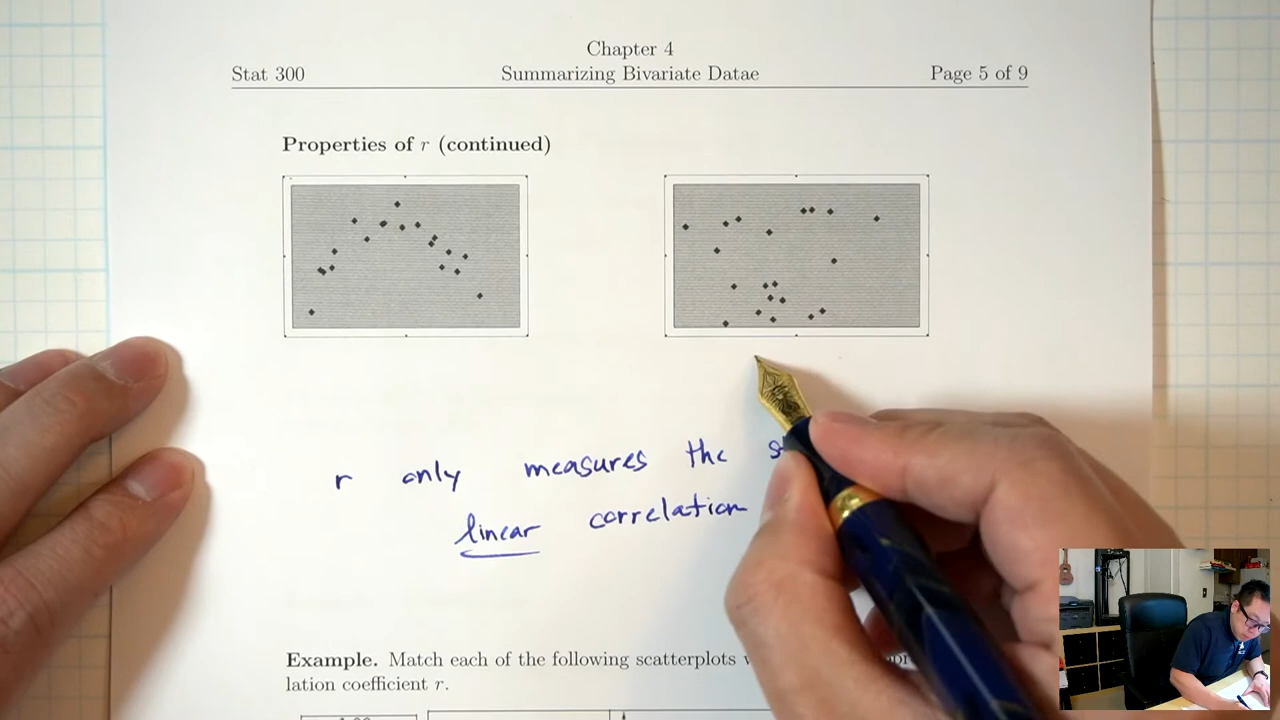 Chapter 4
Stat 300 Summarizing Bivariate Datae Page 5 of 9
Properties of r (continued)
r only measures the
linear correlation
Example. Match each of the following scatterplots
lation coefficient r.